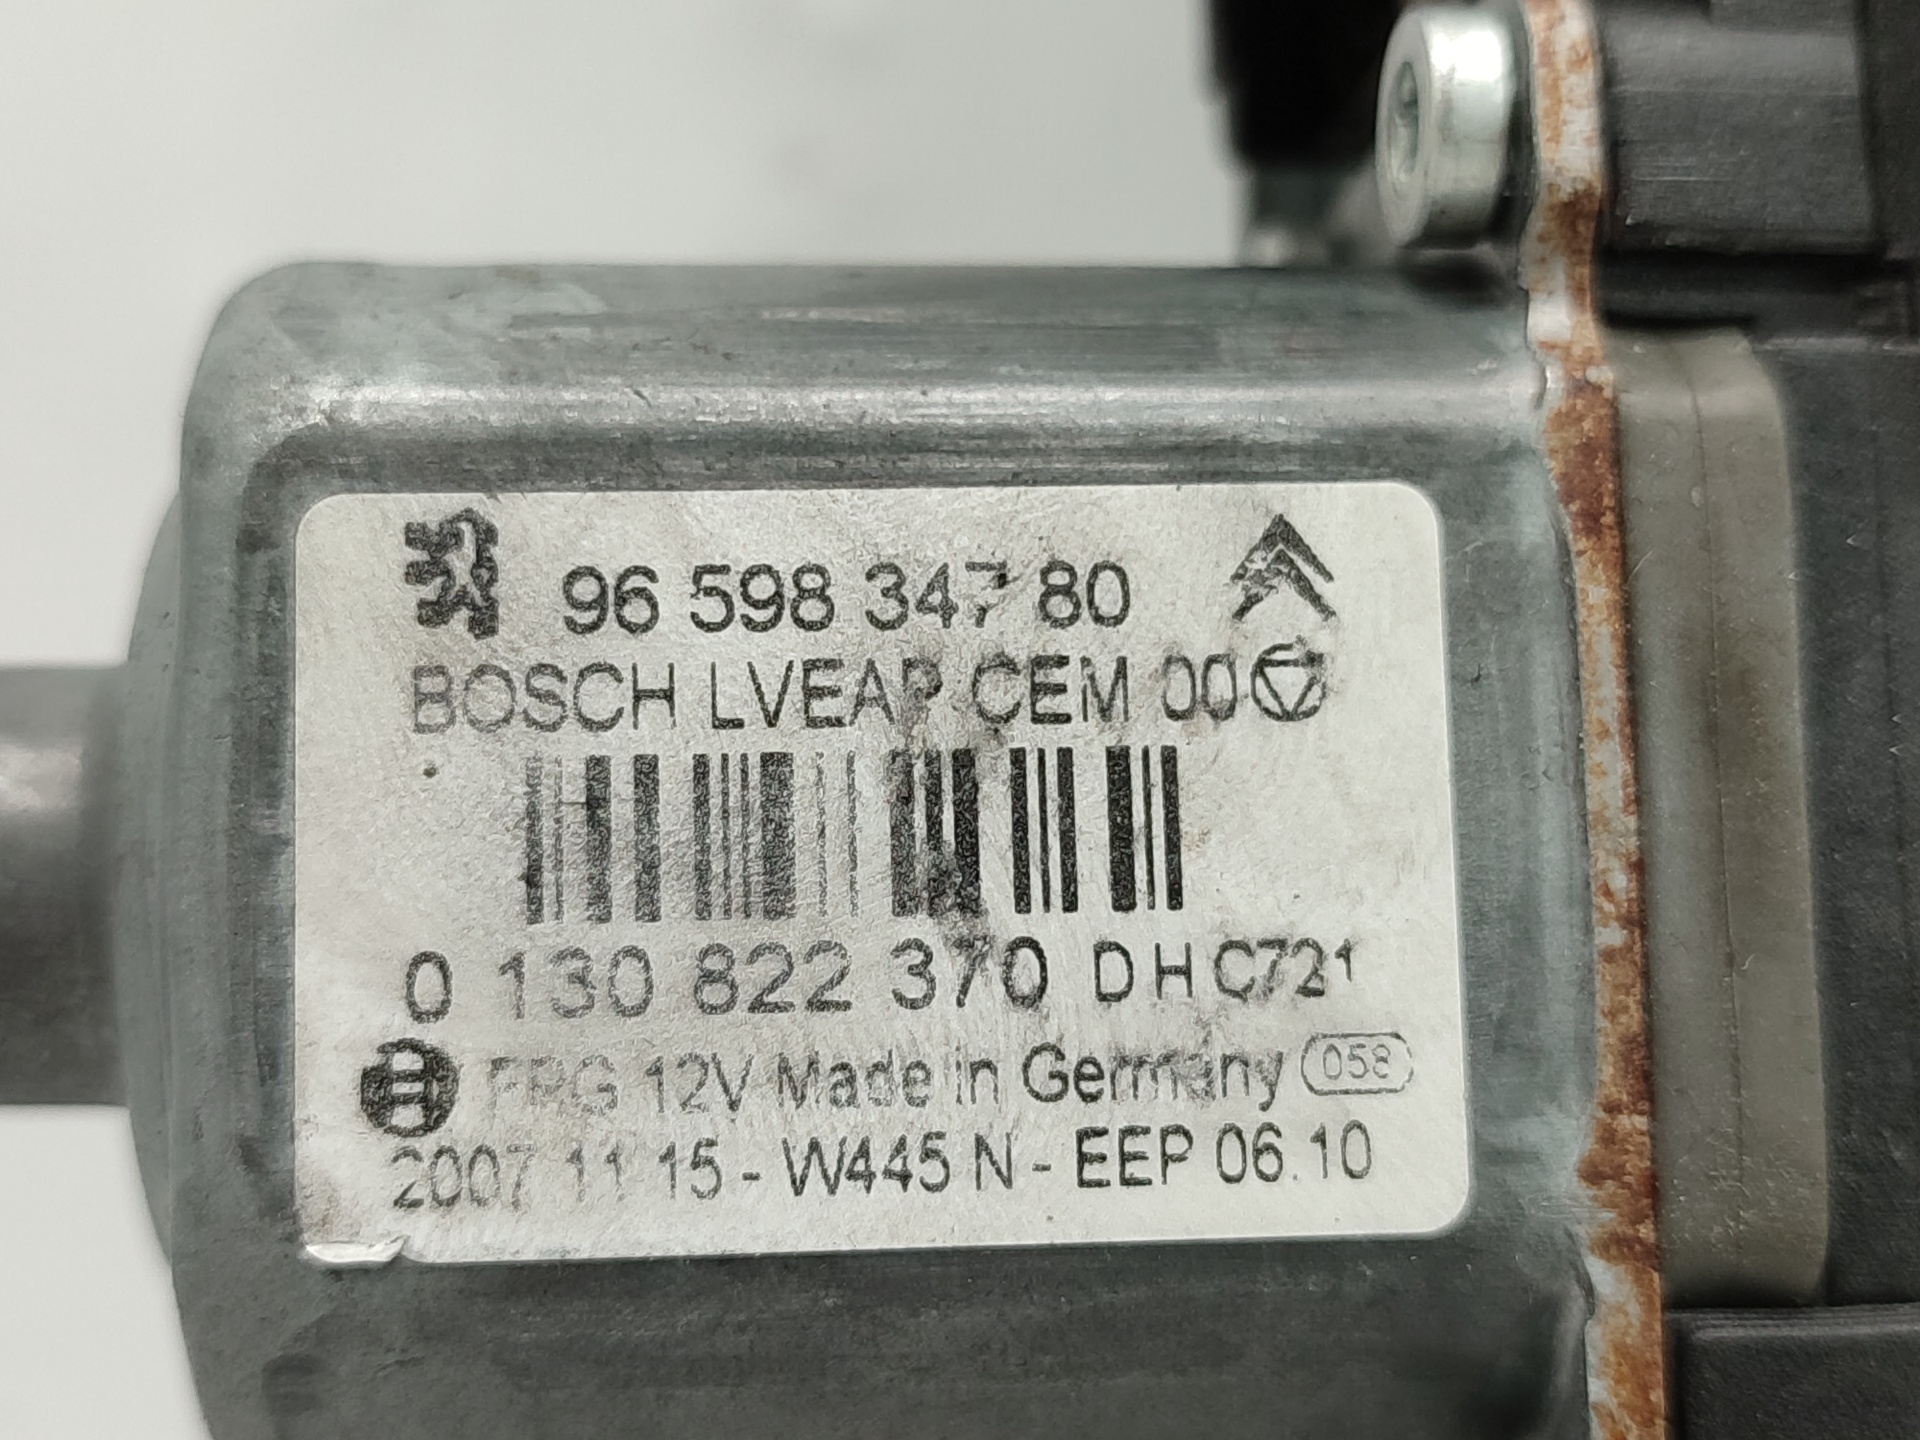 96 598 347 80
BOSCH LVEAP CEM 00
0 130 822 370 DHC721
FRG 12V Made in Germany 058
2007 11 15 - W445 N - EEP 06.10